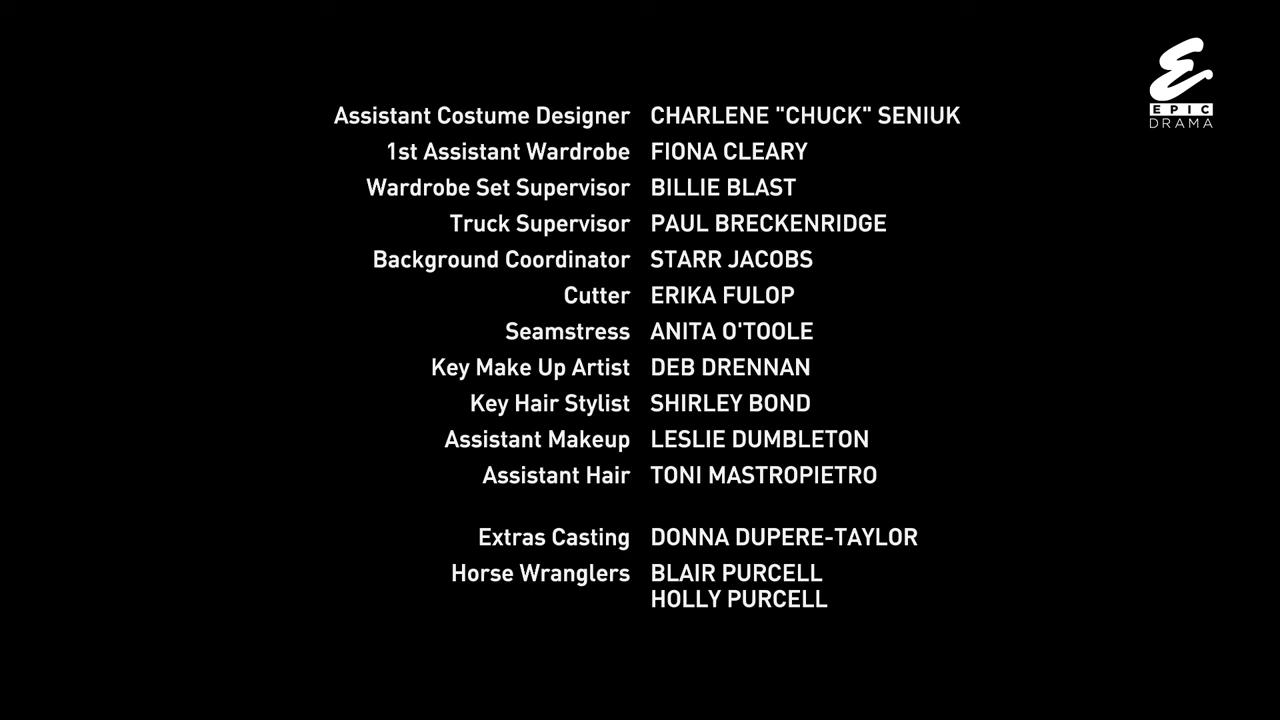 Assistant Costume Designer CHARLENE "CHUCK" SENIUK
1st Assistant Wardrobe FIONA CLEARY
Wardrobe Set Supervisor BILLIE BLAST
Truck Supervisor PAUL BRECKENRIDGE
Background Coordinator STARR JACOBS
Cutter ERIKA FULOP
Seamstress ANITA O'TOOLE
Key Make Up Artist DEB DRENNAN
Key Hair Stylist SHIRLEY BOND
Assistant Makeup LESLIE DUMBLETON
Assistant Hair TONI MASTROPIETRO
Extras Casting DONNA DUPERE-TAYLOR
Horse Wranglers BLAIR PURCELL
HOLLY PURCELL
E
EPIC
DRAMA